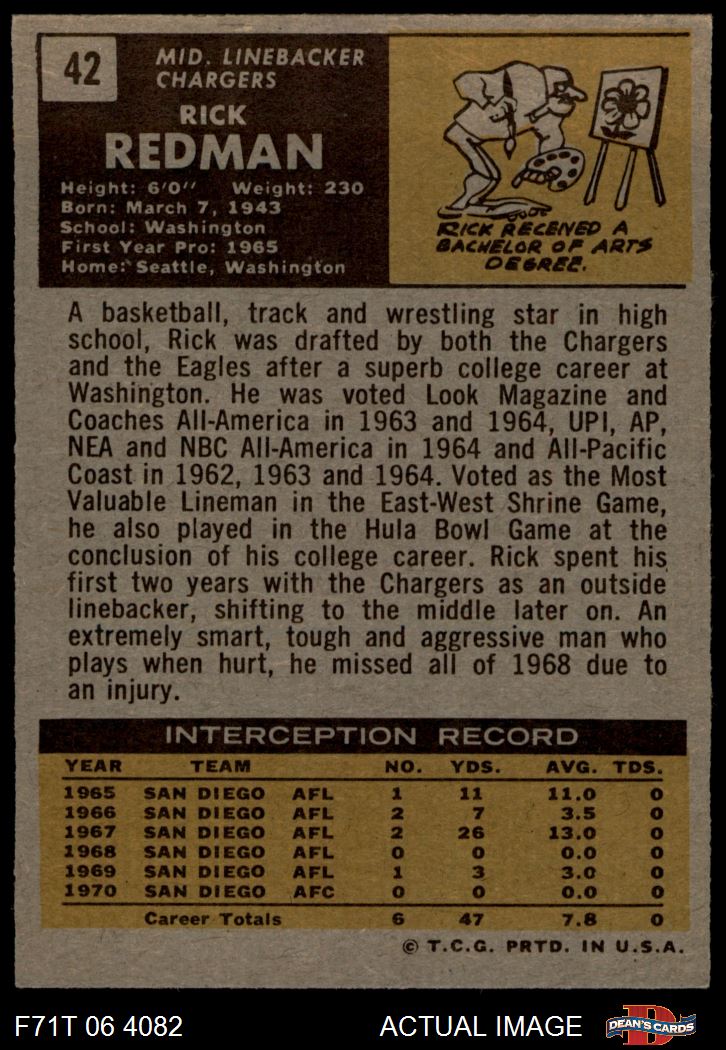 42
MID. LINEBACKER
CHARGERS
RICK
REDMAN
Height: 6'0" Weight: 230
Born: March 7, 1943
School: Washington
First Year Pro: 1965
Home: Seattle, Washington
RICK RECEIVED A
BACHELOR OF ARTS
DEGREE.
A basketball, track and wrestling star in high
school, Rick was drafted by both the Chargers
and the Eagles after a superb college career at
Washington. He was voted Look Magazine and
Coaches All-America in 1963 and 1964, UPI, AP,
NEA and NBC All-America in 1964 and All-Pacific
Coast in 1962, 1963 and 1964. Voted as the Most
Valuable Lineman in the East-West Shrine Game,
he also played in the Hula Bowl Game at the
conclusion of his college career. Rick spent his
first two years with the Chargers as an outside
linebacker, shifting to the middle later on. An
extremely smart, tough and aggressive man who
plays when hurt, he missed all of 1968 due to
an injury.
INTERCEPTION RECORD
YEAR TEAM NO. YDS. AVG. TDS.
1965 SAN DIEGO AFL 1 11 11.0 0
1966 SAN DIEGO AFL 2 7 3.5 0
1967 SAN DIEGO AFL 2 26 13.0 0
1968 SAN DIEGO AFL 0 0 0.0 0
1969 SAN DIEGO AFL 1 3 3.0 0
1970 SAN DIEGO AFC 0 0 0.0 0
Career Totals 6 47 7.8 0
© T.C.G. PRTD. IN U.S.A.
F71T 06 4082 ACTUAL IMAGE D DEAN'S CARDS